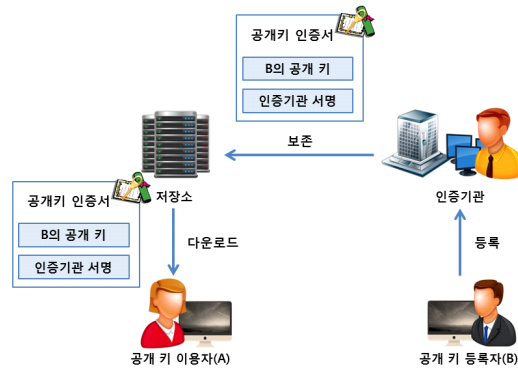 공개키 인증서
B의 공개 키
인증기관 서명
보존
저장소
인증기관
공개키 인증서
B의 공개 키
인증기관 서명
다운로드
등록
공개 키 이용자(A)
공개 키 등록자(B)